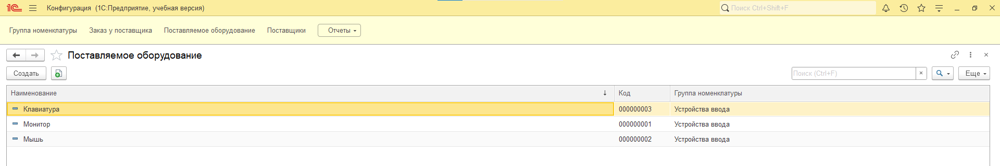 1С Конфигурация (1С:Предприятие, учебная версия) Поиск Ctrl+Shift+F
Группа номенклатуры Заказ у поставщика Поставляемое оборудование Поставщики Отчеты
Поставляемое оборудование
Создать Поиск (Ctrl+F) × Еще
Наименование ↓ Код Группа номенклатуры
Клавиатура 000000003 Устройства ввода
Монитор 000000001 Устройства ввода
Мышь 000000002 Устройства ввода